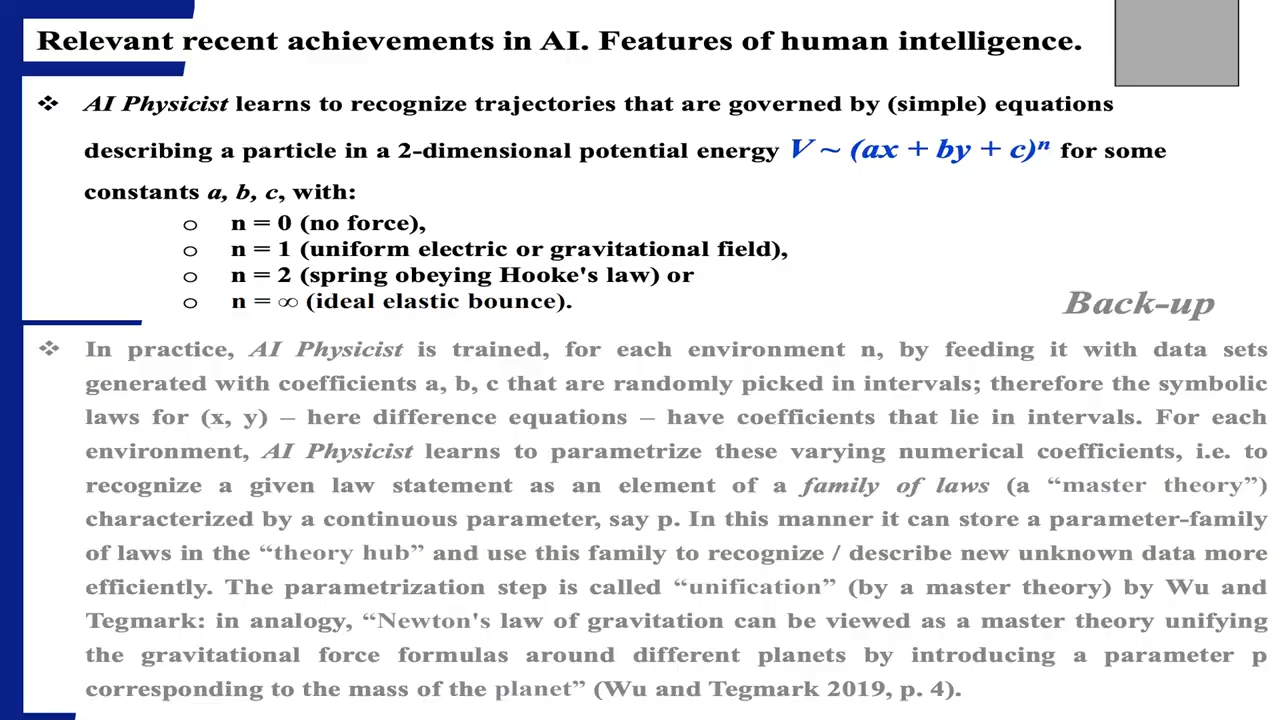 Relevant recent achievements in AI. Features of human intelligence.
❖ AI Physicist learns to recognize trajectories that are governed by (simple) equations
describing a particle in a 2-dimensional potential energy V ~ (ax + by + c)ⁿ for some
constants a, b, c, with:
o n = 0 (no force),
o n = 1 (uniform electric or gravitational field),
o n = 2 (spring obeying Hooke's law) or
o n = ∞ (ideal elastic bounce).
Back-up
❖ In practice, AI Physicist is trained, for each environment n, by feeding it with data sets
generated with coefficients a, b, c that are randomly picked in intervals; therefore the symbolic
laws for (x, y) – here difference equations – have coefficients that lie in intervals. For each
environment, AI Physicist learns to parametrize these varying numerical coefficients, i.e. to
recognize a given law statement as an element of a family of laws (a “master theory”)
characterized by a continuous parameter, say p. In this manner it can store a parameter-family
of laws in the “theory hub” and use this family to recognize / describe new unknown data more
efficiently. The parametrization step is called “unification” (by a master theory) by Wu and
Tegmark: in analogy, “Newton's law of gravitation can be viewed as a master theory unifying
the gravitational force formulas around different planets by introducing a parameter p
corresponding to the mass of the planet” (Wu and Tegmark 2019, p. 4).